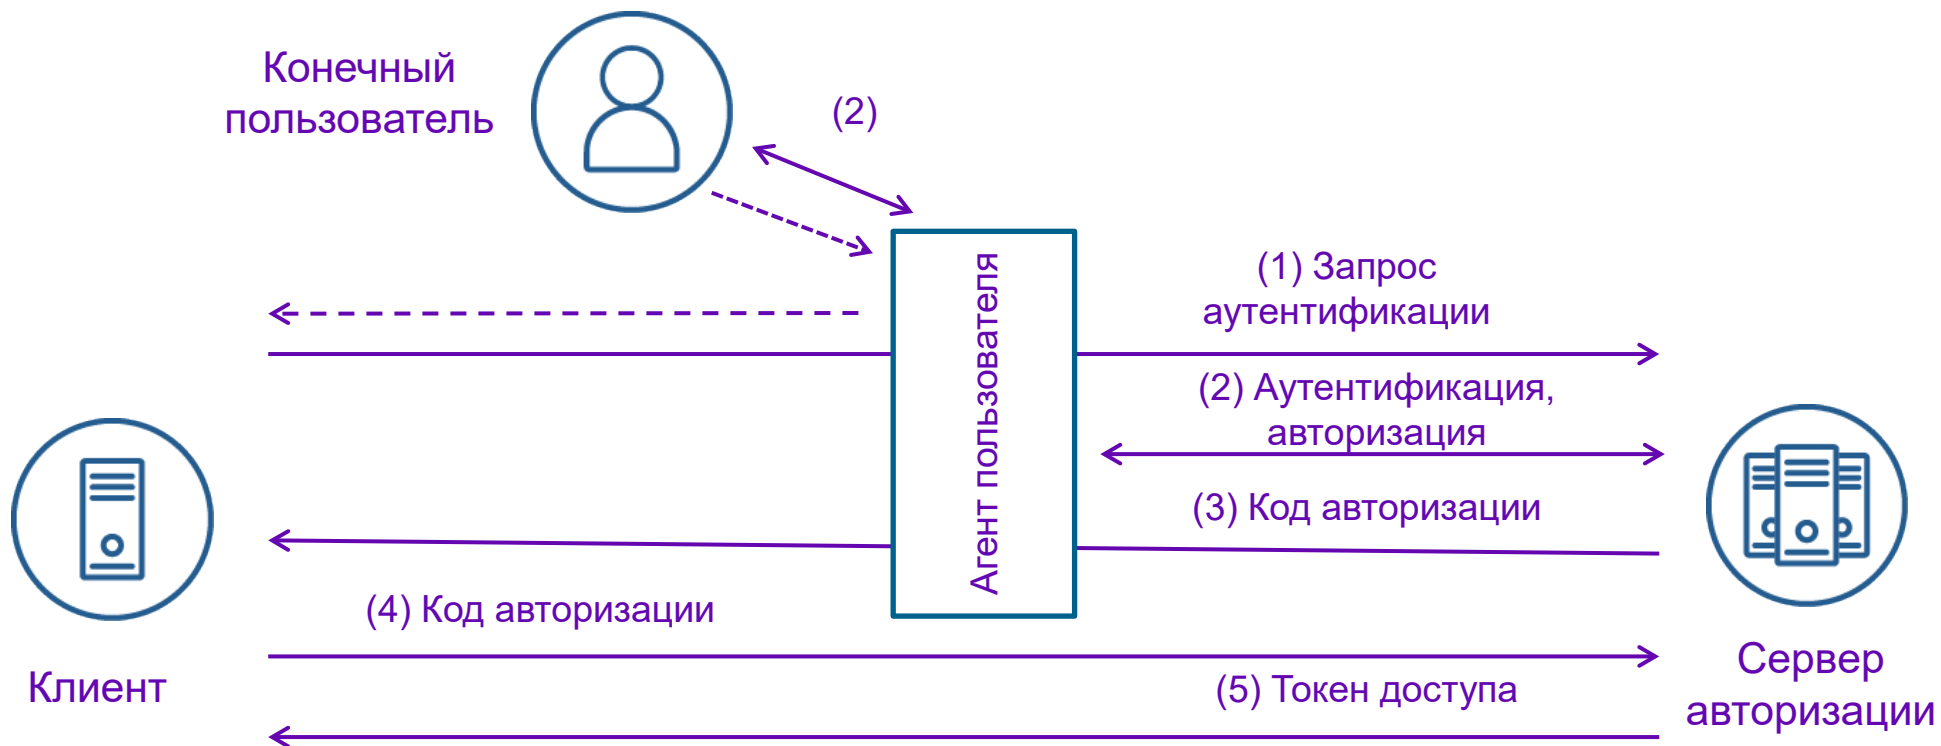 Конечный
пользователь
(2)
(1) Запрос
аутентификации
(2) Аутентификация,
авторизация
Агент пользователя
(3) Код авторизации
(4) Код авторизации
Клиент
(5) Токен доступа
Сервер
авторизации